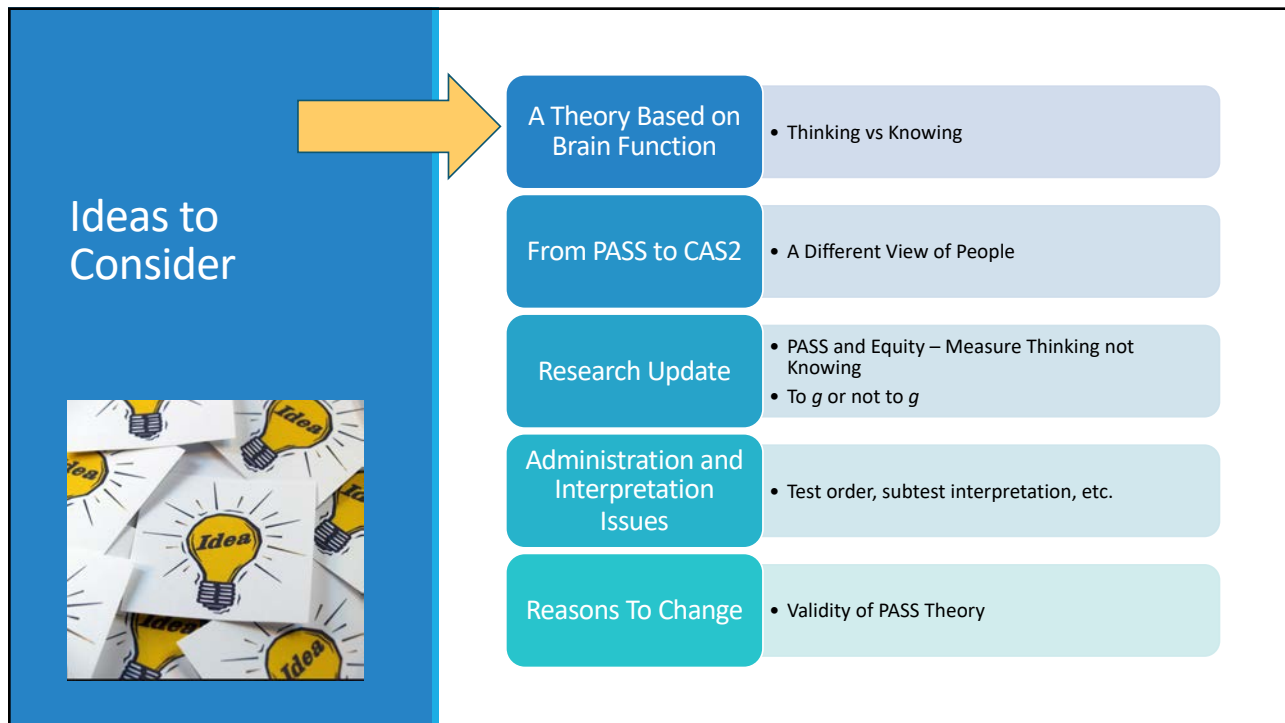 Ideas to
Consider
A Theory Based on
Brain Function
• Thinking vs Knowing
From PASS to CAS2
• A Different View of People
Research Update
• PASS and Equity – Measure Thinking not
Knowing
• To g or not to g
Administration and
Interpretation
Issues
• Test order, subtest interpretation, etc.
Reasons To Change
• Validity of PASS Theory
Idea
Idea
Idea
Idea
Idea